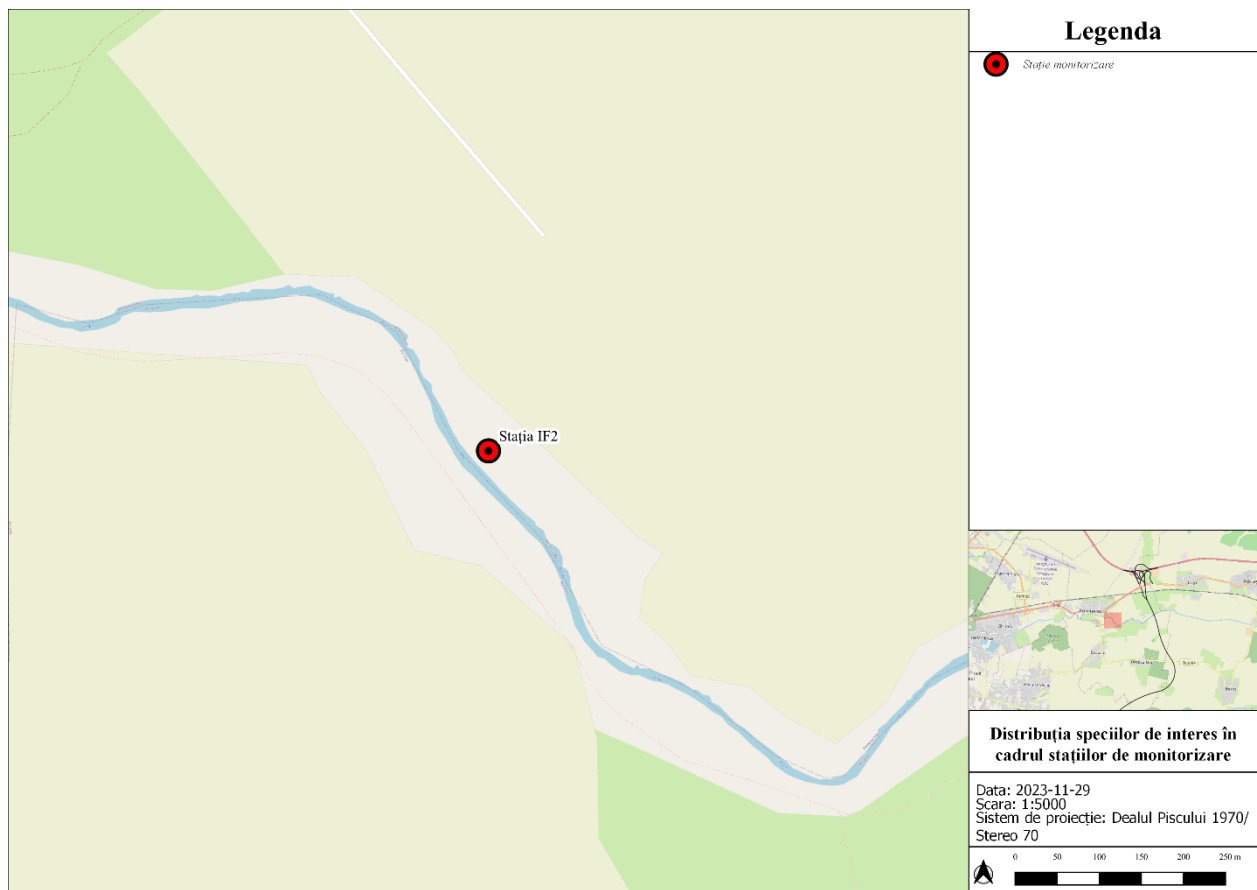 Legenda
Stație monitorizare
Stația IF2
Distribuția speciilor de interes în
cadrul stațiilor de monitorizare
Data: 2023-11-29
Scara: 1:5000
Sistem de proiecție: Dealul Piscului 1970/
Stereo 70
0 50 100 150 200 250 m